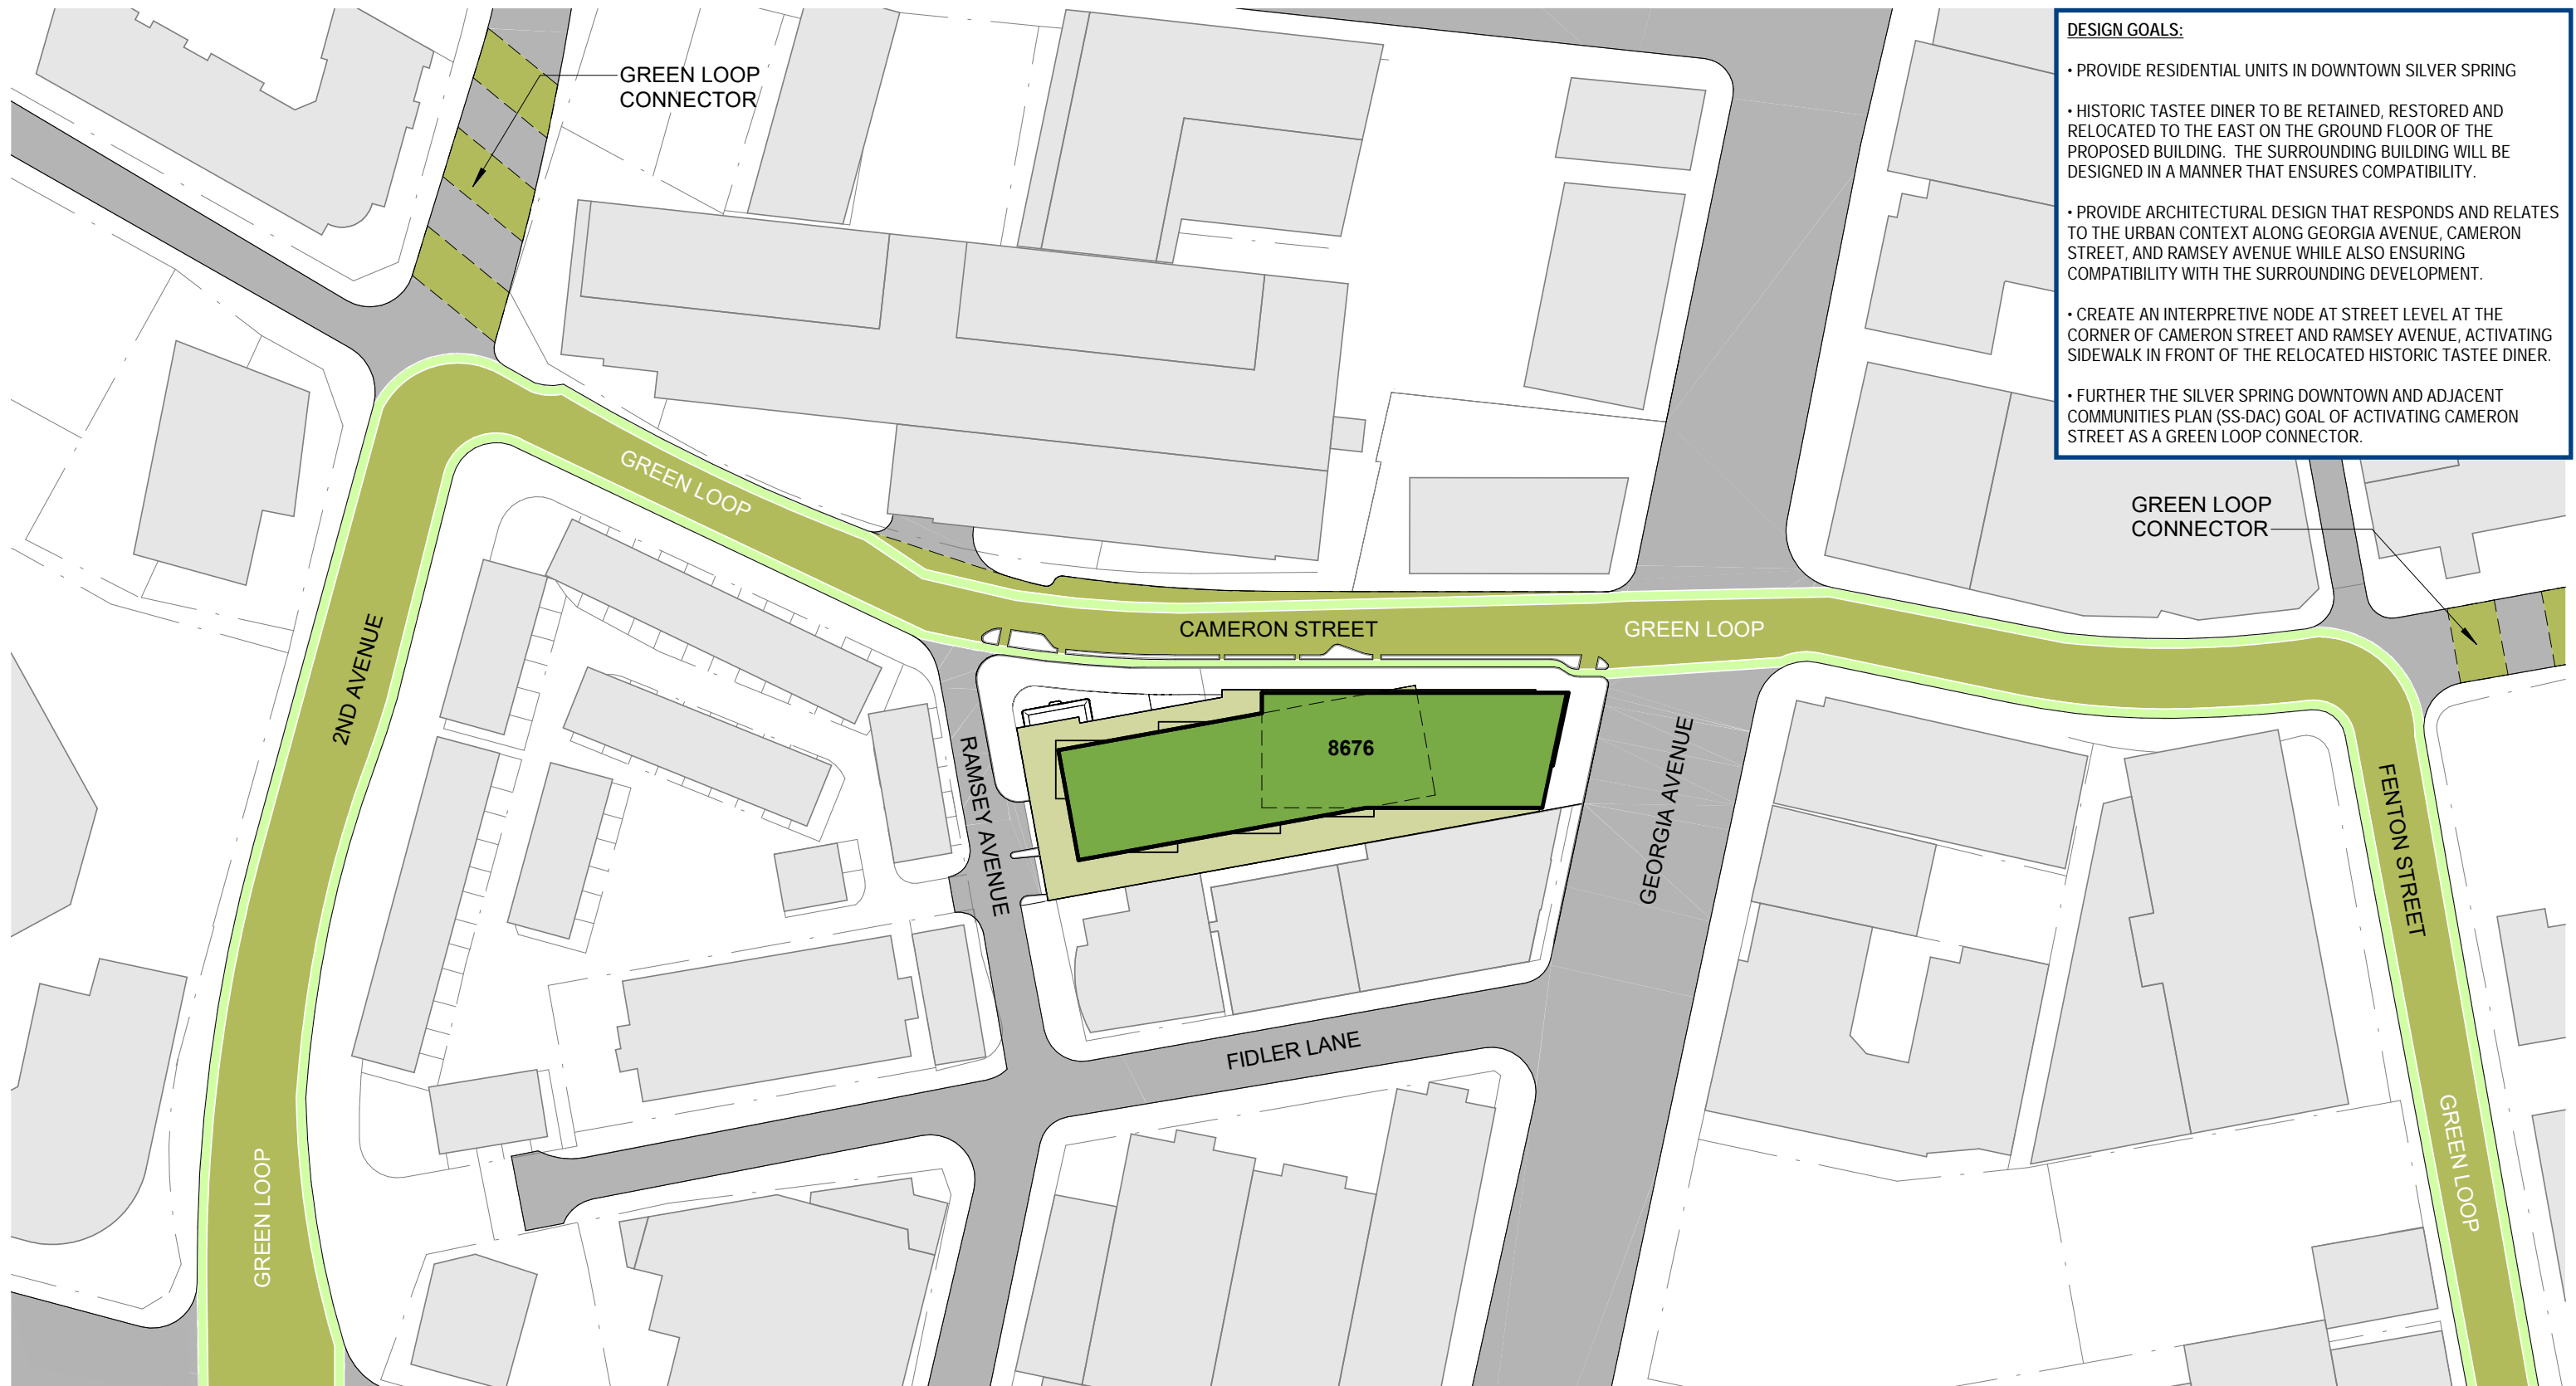 DESIGN GOALS:
• PROVIDE RESIDENTIAL UNITS IN DOWNTOWN SILVER SPRING
• HISTORIC TASTEE DINER TO BE RETAINED, RESTORED AND
RELOCATED TO THE EAST ON THE GROUND FLOOR OF THE
PROPOSED BUILDING. THE SURROUNDING BUILDING WILL BE
DESIGNED IN A MANNER THAT ENSURES COMPATIBILITY.
• PROVIDE ARCHITECTURAL DESIGN THAT RESPONDS AND RELATES
TO THE URBAN CONTEXT ALONG GEORGIA AVENUE, CAMERON
STREET, AND RAMSEY AVENUE WHILE ALSO ENSURING
COMPATIBILITY WITH THE SURROUNDING DEVELOPMENT.
• CREATE AN INTERPRETIVE NODE AT STREET LEVEL AT THE
CORNER OF CAMERON STREET AND RAMSEY AVENUE, ACTIVATING
SIDEWALK IN FRONT OF THE RELOCATED HISTORIC TASTEE DINER.
• FURTHER THE SILVER SPRING DOWNTOWN AND ADJACENT
COMMUNITIES PLAN (SS-DAC) GOAL OF ACTIVATING CAMERON
STREET AS A GREEN LOOP CONNECTOR.
GREEN LOOP
CONNECTOR
GREEN LOOP
GREEN LOOP
CONNECTOR
CAMERON STREET
GREEN LOOP
2ND AVENUE
8676
RAMSEY AVENUE
GEORGIA AVENUE
FENTON STREET
FIDLER LANE
GREEN LOOP
GREEN LOOP